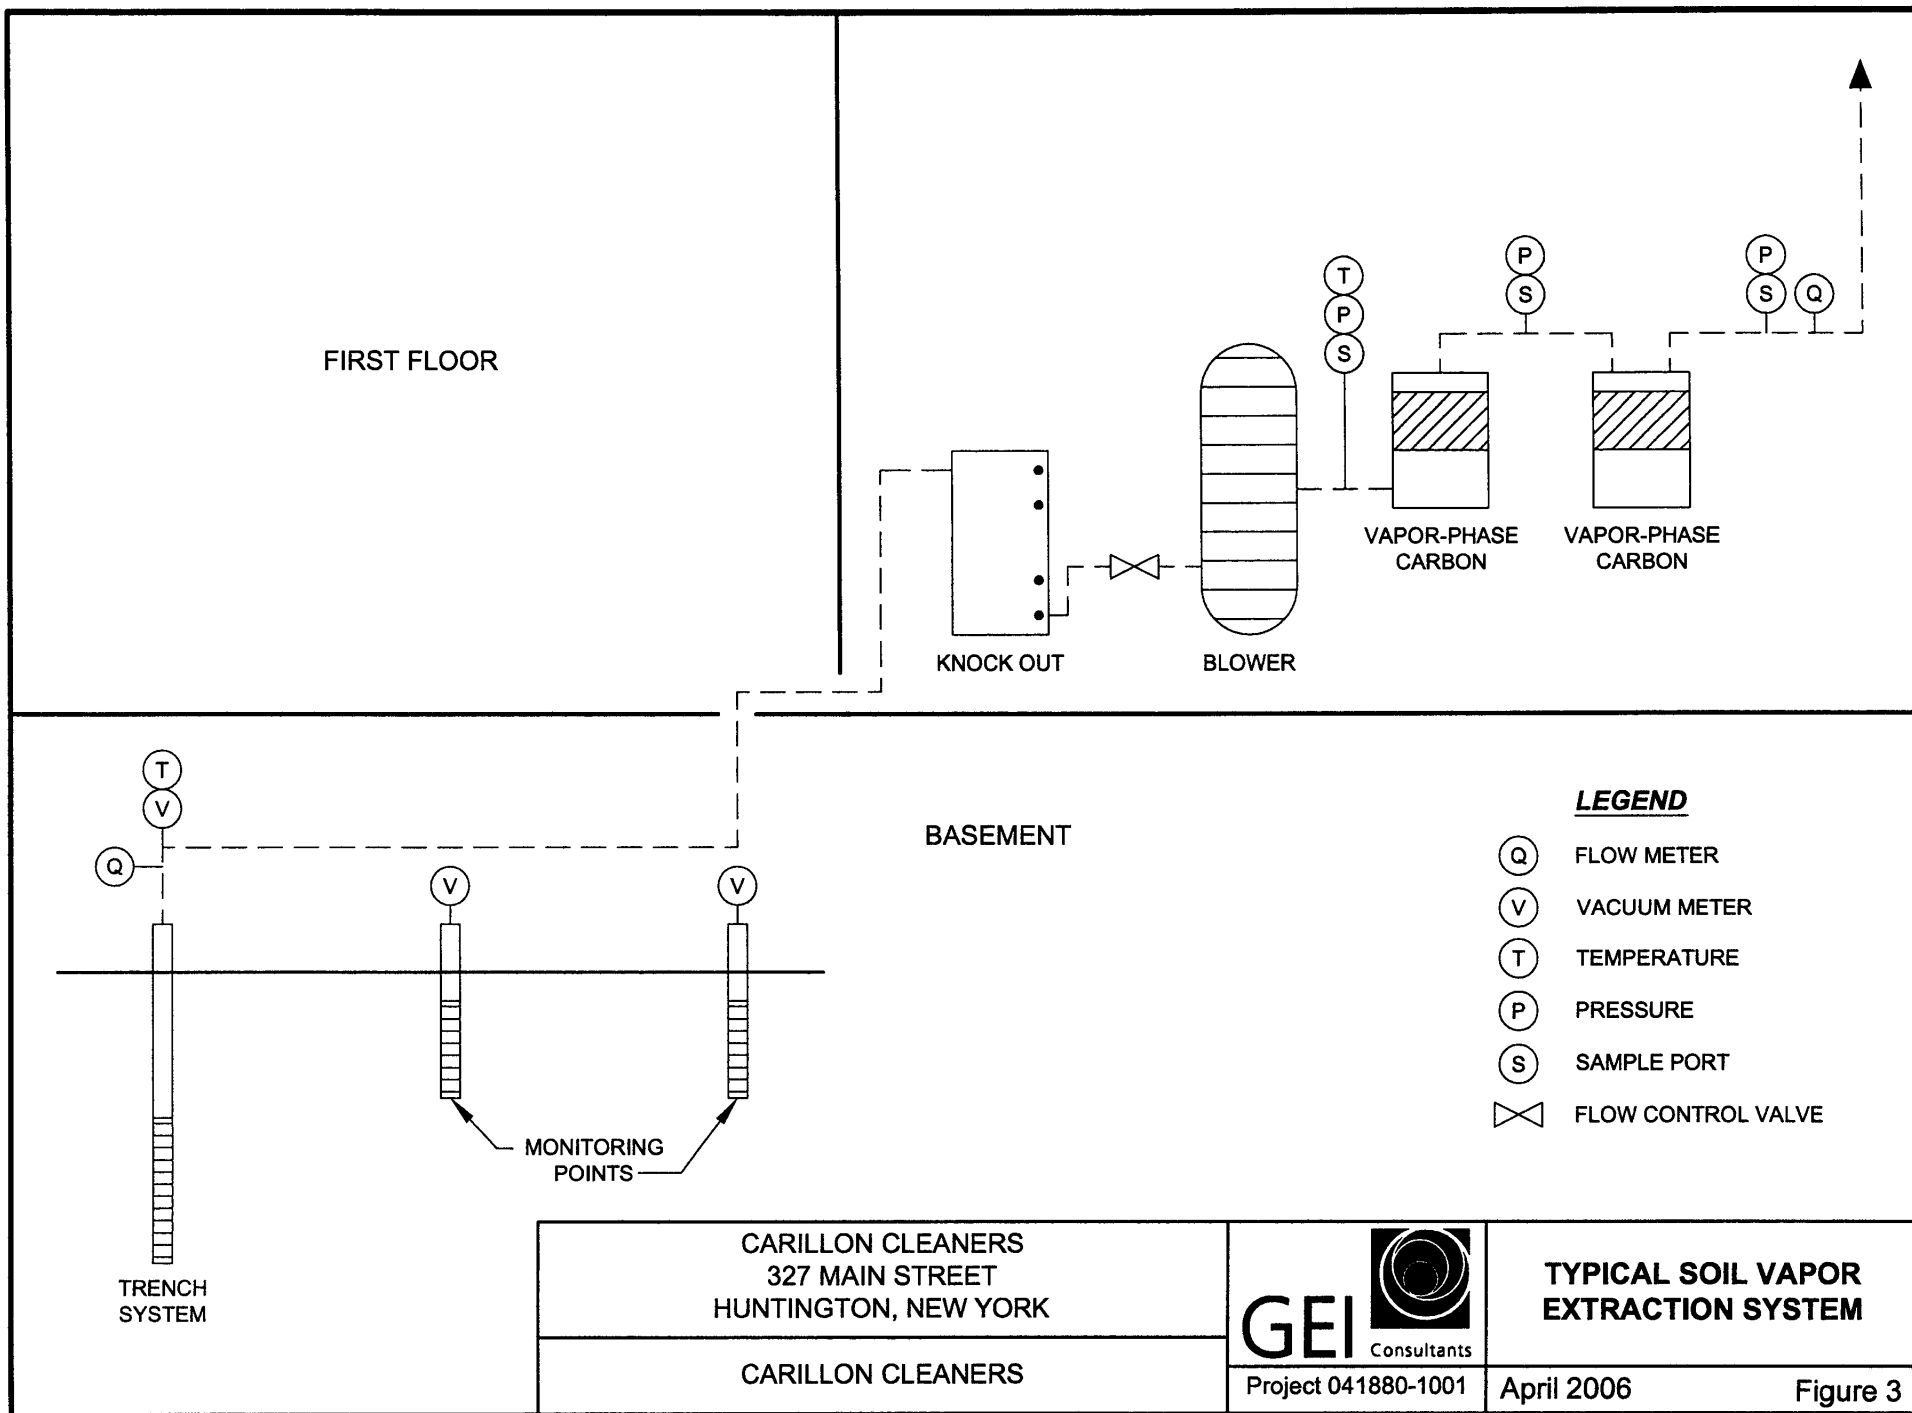 FIRST FLOOR
T
P
S
P
S
P
S
Q
VAPOR-PHASE
CARBON
VAPOR-PHASE
CARBON
KNOCK OUT
BLOWER
T
V
Q
V
V
BASEMENT
MONITORING
POINTS
TRENCH
SYSTEM
LEGEND
Q FLOW METER
V VACUUM METER
T TEMPERATURE
P PRESSURE
S SAMPLE PORT
FLOW CONTROL VALVE
CARILLON CLEANERS
327 MAIN STREET
HUNTINGTON, NEW YORK
CARILLON CLEANERS
GEI Consultants
Project 041880-1001
TYPICAL SOIL VAPOR
EXTRACTION SYSTEM
April 2006
Figure 3